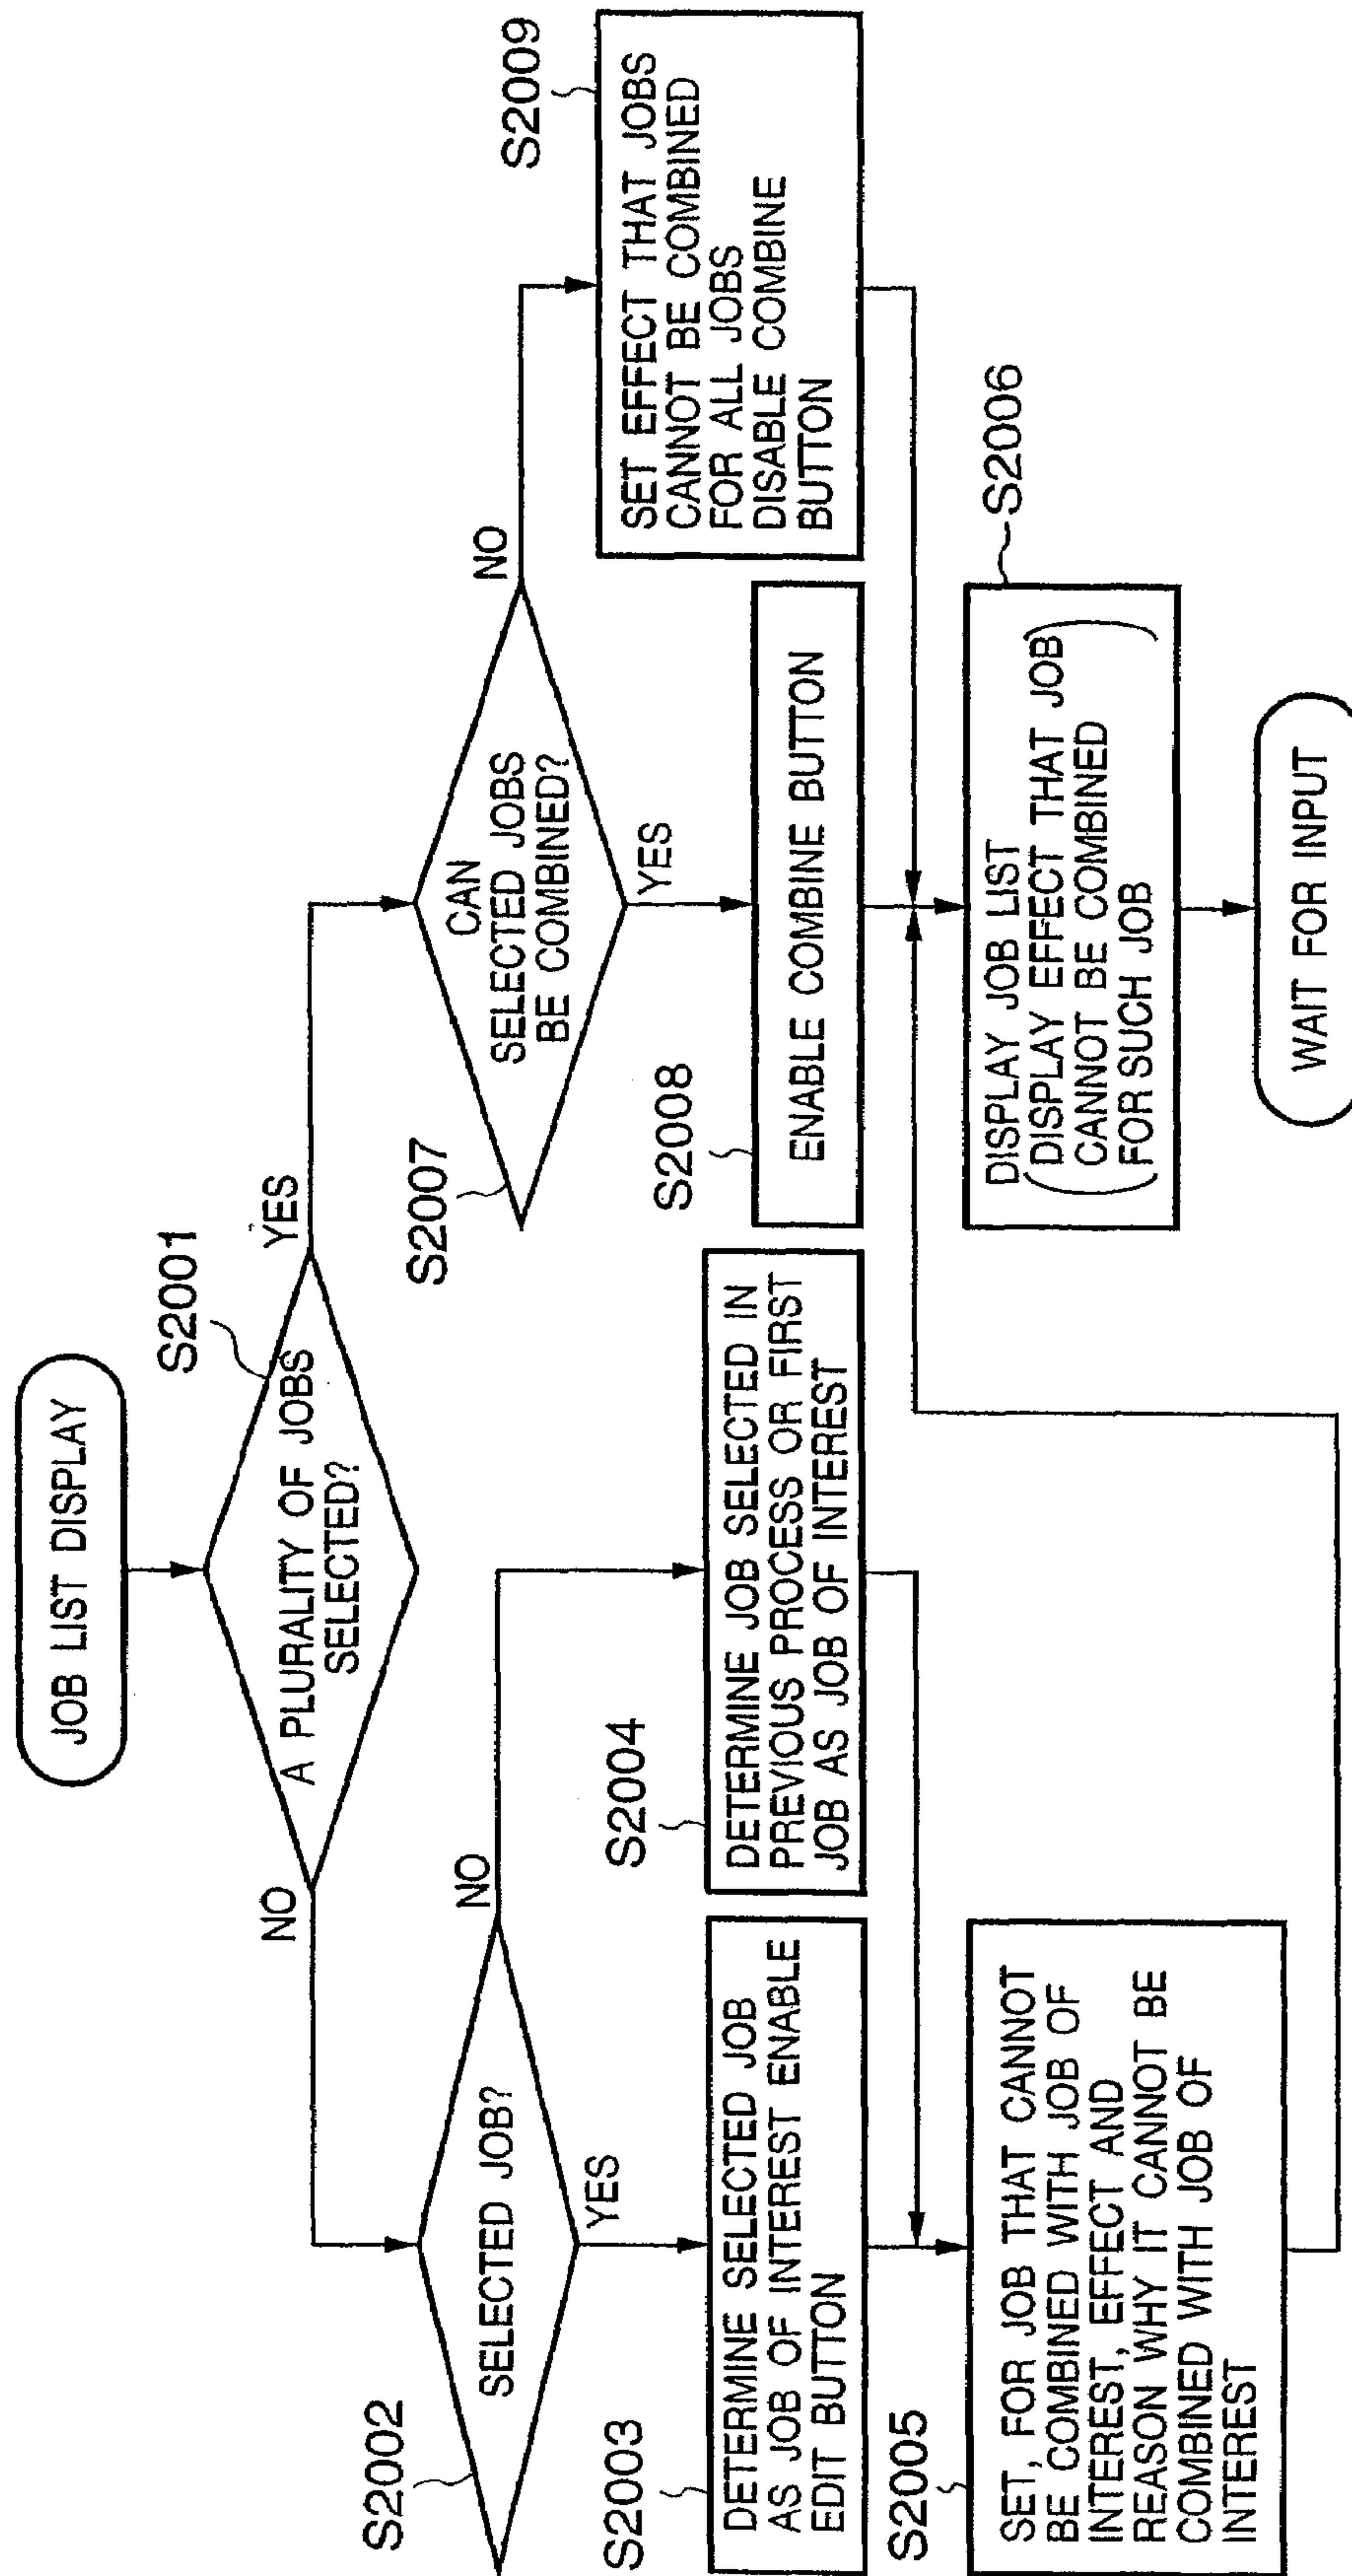 JOB LIST DISPLAY
S2001
A PLURALITY OF JOBS
SELECTED?
NO
YES
S2002
SELECTED JOB?
NO
YES
S2007
CAN
SELECTED JOBS
BE COMBINED?
NO
YES
S2003
DETERMINE SELECTED JOB
AS JOB OF INTEREST ENABLE
EDIT BUTTON
S2004
DETERMINE JOB SELECTED IN
PREVIOUS PROCESS OR FIRST
JOB AS JOB OF INTEREST
S2008
ENABLE COMBINE BUTTON
S2009
SET EFFECT THAT JOBS
CANNOT BE COMBINED
FOR ALL JOBS
DISABLE COMBINE
BUTTON
S2005
SET, FOR JOB THAT CANNOT
BE COMBINED WITH JOB OF
INTEREST, EFFECT AND
REASON WHY IT CANNOT BE
COMBINED WITH JOB OF
INTEREST
S2006
DISPLAY JOB LIST
(DISPLAY EFFECT THAT JOB
CANNOT BE COMBINED
FOR SUCH JOB)
WAIT FOR INPUT